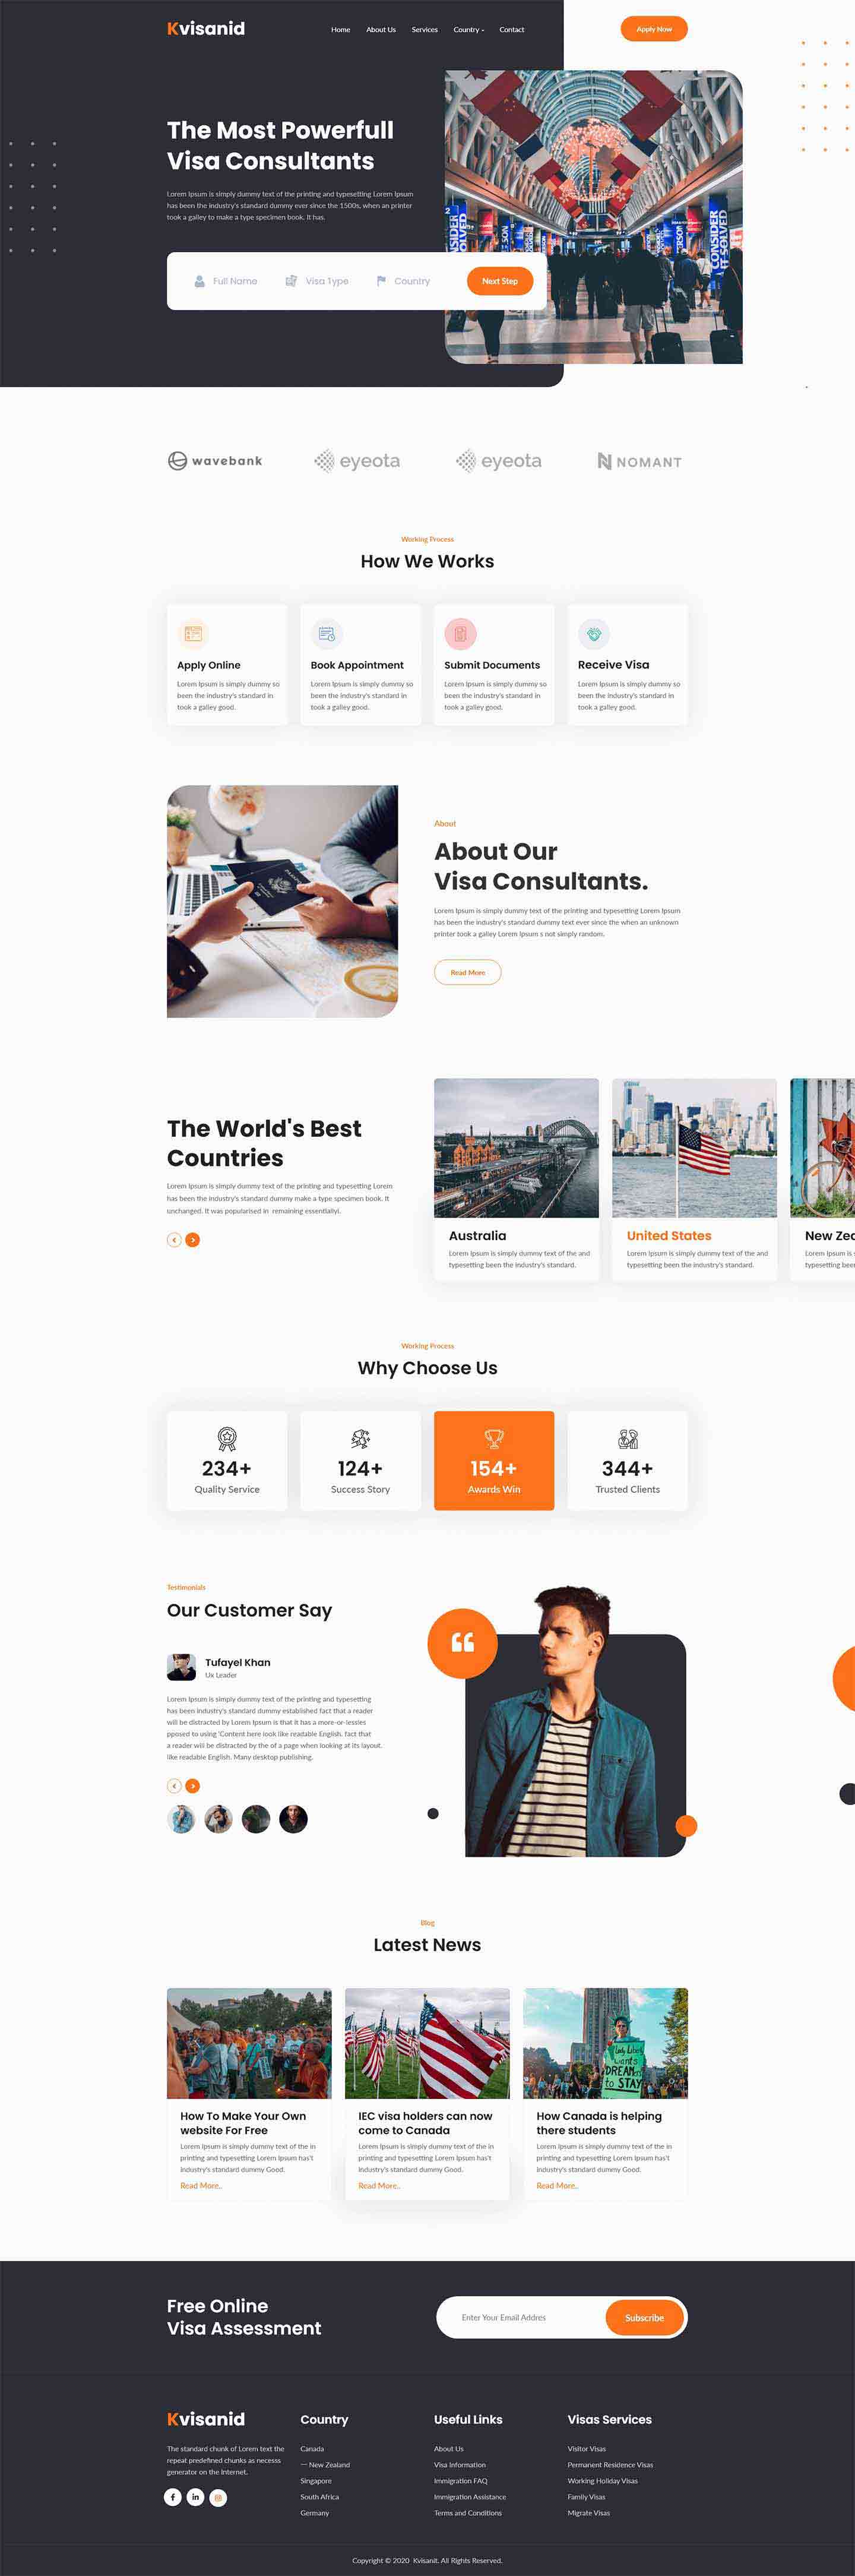 Kvisanid
Home About Us Services Country Contact
Apply Now
The Most Powerfull
Visa Consultants
Lorem Ipsum is simply dummy text of the printing and typesetting Lorem Ipsum
has been the industry's standard dummy ever since the 1500s, when an printer
took a galley to make a type specimen book. It has.
Full Name Visa Type Country Next Step
2
CONSIDER
IT SOLVED
wavebank eyeota eyeota NOMANT
Working Process
How We Works
Apply Online
Lorem Ipsum is simply dummy so
been the industry's standard in
took a galley good.
Book Appointment
Lorem Ipsum is simply dummy so
been the industry's standard in
took a galley good.
Submit Documents
Lorem Ipsum is simply dummy so
been the industry's standard in
took a galley good.
Receive Visa
Lorem Ipsum is simply dummy so
been the industry's standard in
took a galley good.
PASSPORT
About
About Our
Visa Consultants.
Lorem Ipsum is simply dummy text of the printing and typesetting Lorem Ipsum
has been the industry's standard dummy text ever since the when an unknown
printer took a galley Lorem Ipsum s not simply random.
Read More
The World's Best
Countries
Lorem Ipsum is simply dummy text of the printing and typesetting Lorem
has been the industry's standard dummy make a type specimen book. It
unchanged. It was popularised in remaining essentiallyi.
Australia
Lorem Ipsum is simply dummy text of the and
typesetting been the industry's standard.
United States
Lorem Ipsum is simply dummy text of the and
typesetting been the industry's standard.
New Zea
Lorem Ipsum is
typesetting been
Working Process
Why Choose Us
234+
Quality Service
124+
Success Story
154+
Awards Win
344+
Trusted Clients
Testimonials
Our Customer Say
Tufayel Khan
Ux Leader
Lorem Ipsum is simply dummy text of the printing and typesetting
has been industry's standard dummy established fact that a reader
will be distracted by Lorem Ipsum is that it has a more-or-lessles
pposed to using 'Content here look like readable English. fact that
a reader will be distracted by the of a page when looking at its layout.
like readable English. Many desktop publishing.
Blog
Latest News
How To Make Your Own
website For Free
Lorem Ipsum is simply dummy text of the in
printing and typesetting Lorem Ipsum has't
industry's standard dummy Good.
Read More..
IEC visa holders can now
come to Canada
Lorem Ipsum is simply dummy text of the in
printing and typesetting Lorem Ipsum has't
industry's standard dummy Good.
Read More..
Lady Liberty
wants
DREAMers
to STAY
How Canada is helping
there students
Lorem Ipsum is simply dummy text of the in
printing and typesetting Lorem Ipsum has't
industry's standard dummy Good.
Read More..
Free Online
Visa Assessment
Enter Your Email Addres Subscribe
Kvisanid
The standard chunk of Lorem text the
repeat predefined chunks as necesss
generator on the Internet.
Country
Canada
— New Zealand
Singapore
South Africa
Germany
Useful Links
About Us
Visa Information
Immigration FAQ
Immigration Assistance
Terms and Conditions
Visas Services
Visitor Visas
Permanent Residence Visas
Working Holiday Visas
Family Visas
Migrate Visas
Copyright © 2020 Kvisanit. All Rights Reserved.